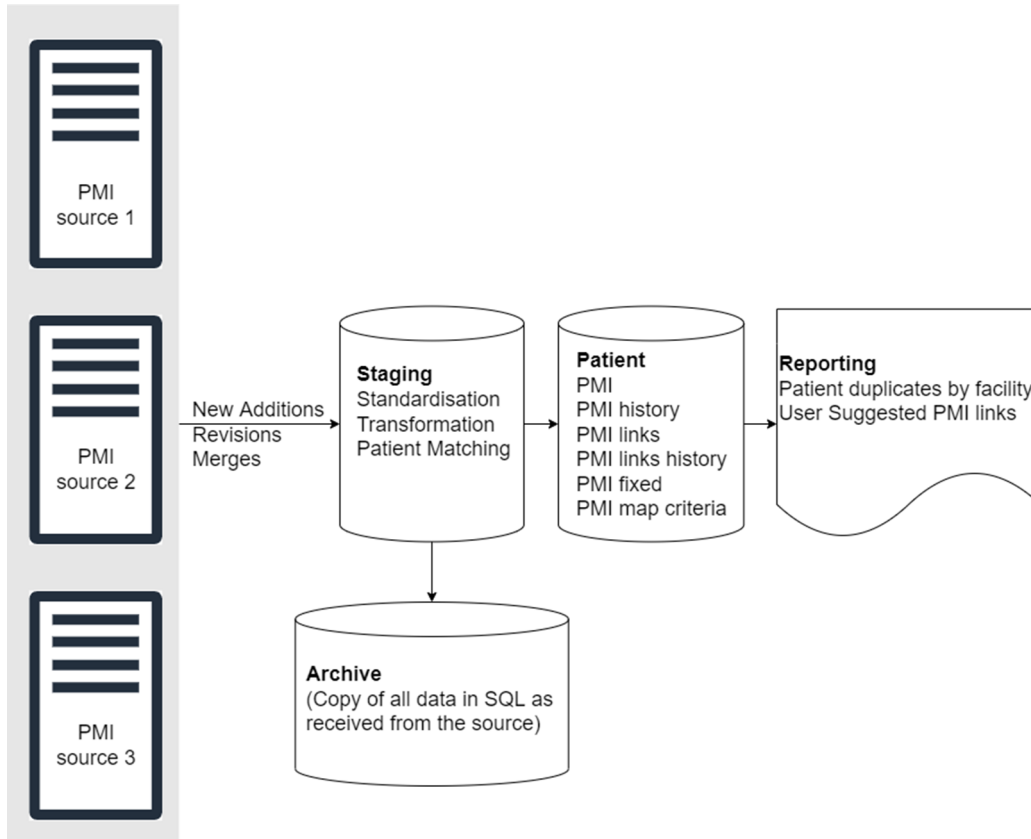 PMI
source 1
PMI
source 2
PMI
source 3
New Additions
Revisions
Merges
Staging
Standardisation
Transformation
Patient Matching
Patient
PMI
PMI history
PMI links
PMI links history
PMI fixed
PMI map criteria
Reporting
Patient duplicates by facility
User Suggested PMI links
Archive
(Copy of all data in SQL as
received from the source)